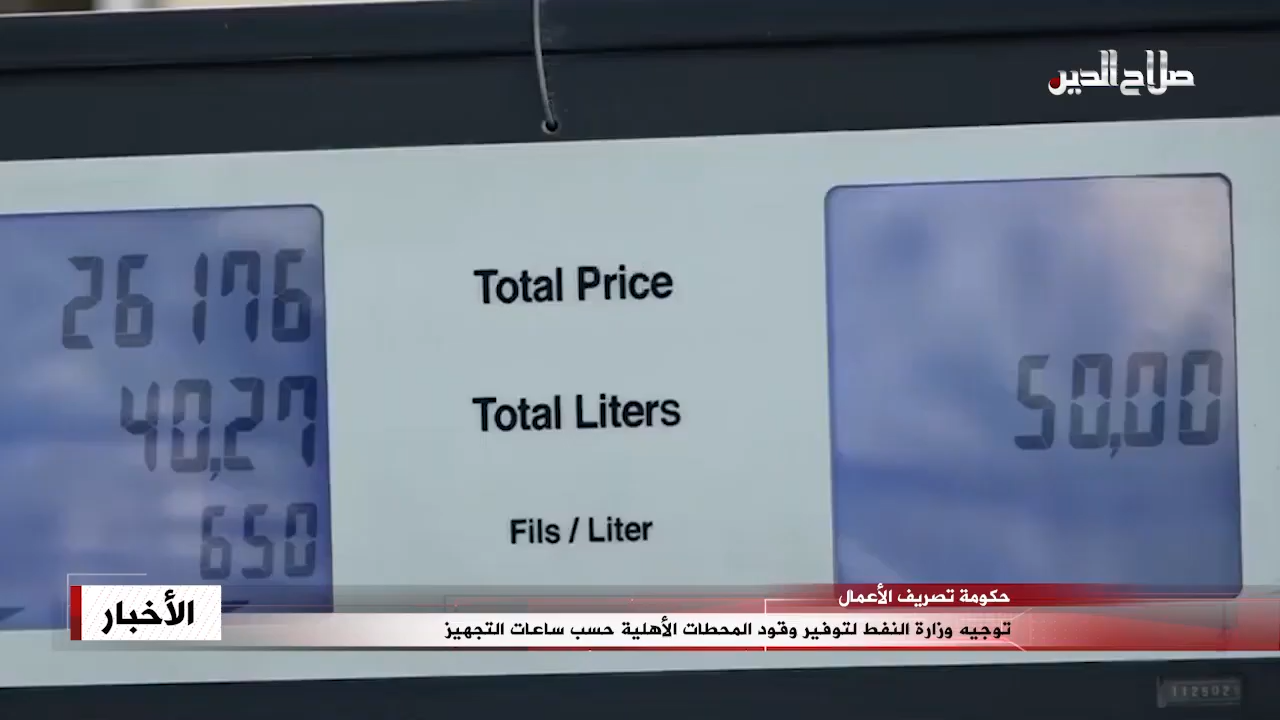 صلاح الدين
26176
Total Price
40,27
Total Liters
50,00
650
Fils / Liter
حكومة تصريف الأعمال
الأخبار
توجيه وزارة النفط لتوفير وقود المحطات الأهلية حسب ساعات التجهيز